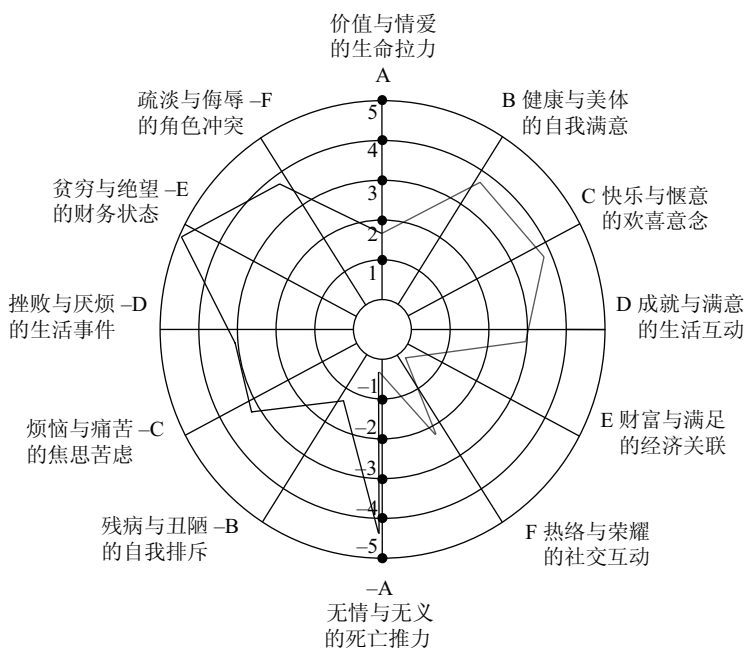 价值与情爱
的生命拉力
A
疏淡与侮辱 –F
的角色冲突
B 健康与美体
的自我满意
贫穷与绝望 –E
的财务状态
C 快乐与惬意
的欢喜意念
挫败与厌烦 –D
的生活事件
D 成就与满意
的生活互动
烦恼与痛苦 –C
的焦思苦虑
E 财富与满足
的经济关联
残病与丑陋 –B
的自我排斥
F 热络与荣耀
的社交互动
5
4
3
2
1
–1
–2
–3
–4
–5
–A
无情与无义
的死亡推力